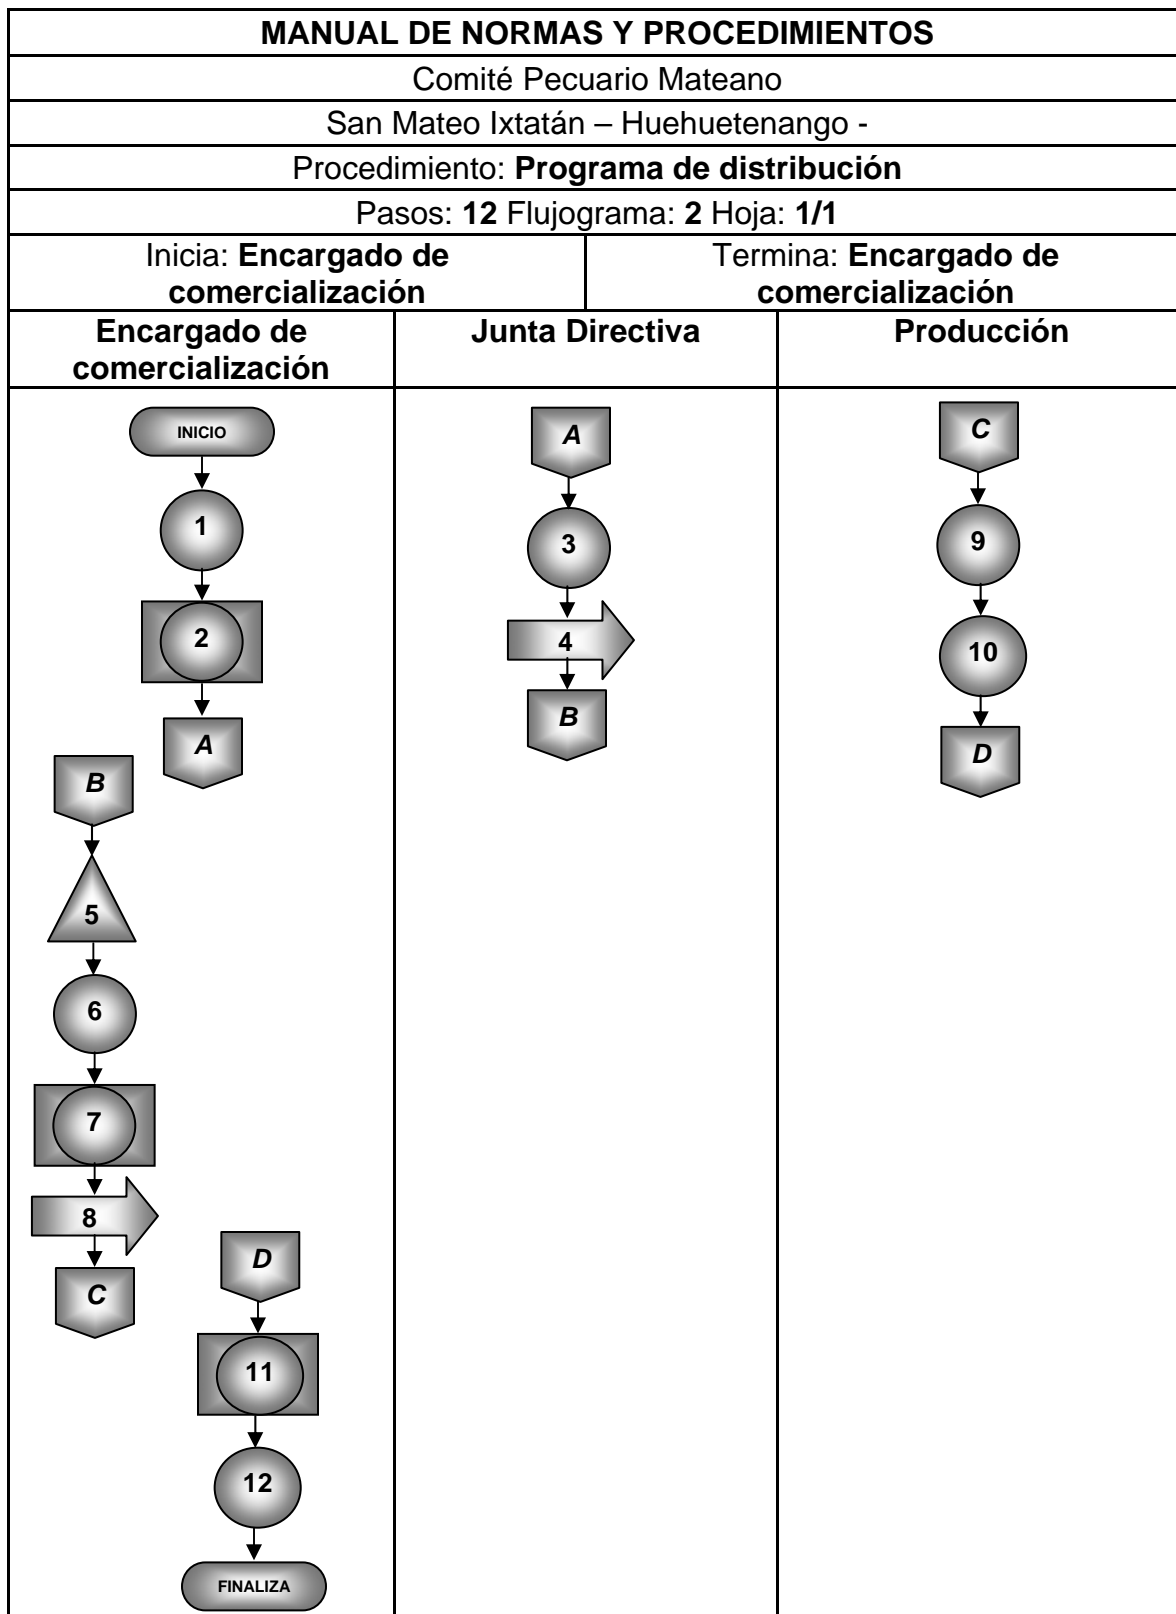 MANUAL DE NORMAS Y PROCEDIMIENTOS
Comité Pecuario Mateano
San Mateo Ixtatán – Huehuetenango -
Procedimiento: Programa de distribución
Pasos: 12 Flujograma: 2 Hoja: 1/1
Inicia: Encargado de
comercialización
Termina: Encargado de
comercialización
Encargado de
comercialización
Junta Directiva
Producción
INICIO
1
2
A
B
5
6
7
8
C
D
11
12
FINALIZA
A
3
4
B
C
9
10
D